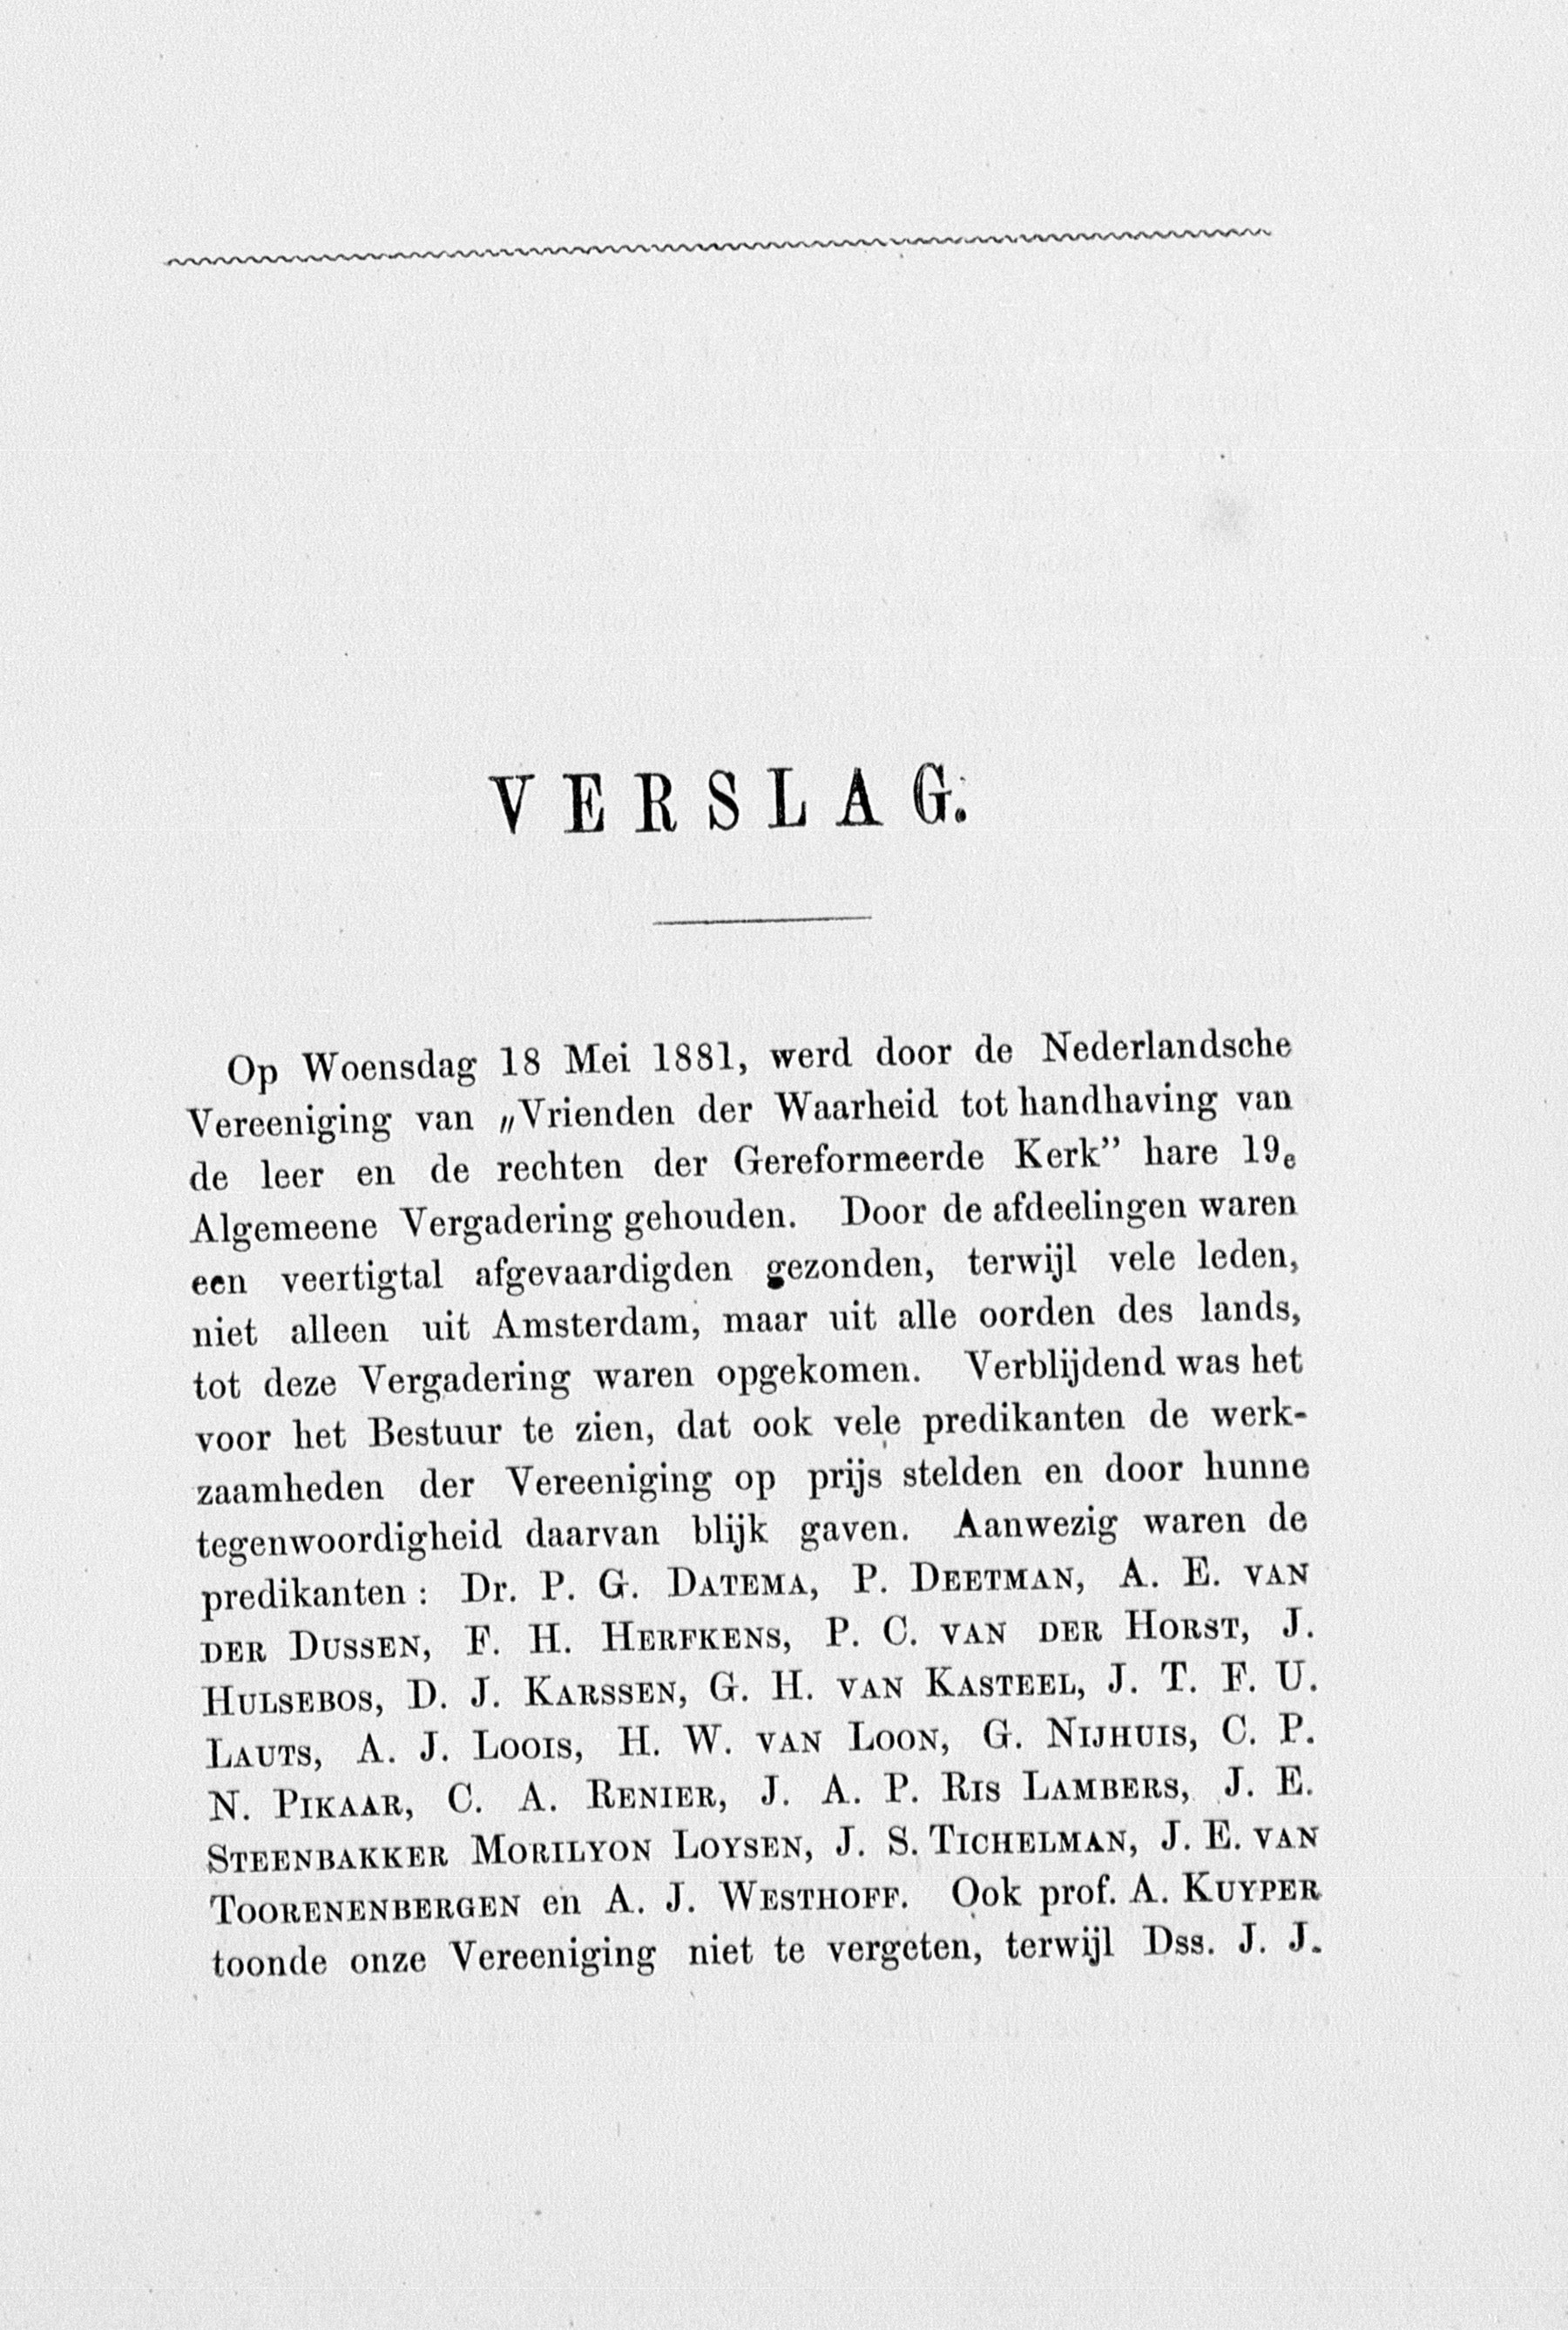 VERSLAG.
Op Woensdag 18 Mei 1881, werd door de Nederlandsche
Vereeniging van „Vrienden der Waarheid tot handhaving van
de leer en de rechten der Gereformeerde Kerk” hare 19e
Algemeene Vergadering gehouden. Door de afdeelingen waren
een veertigtal afgevaardigden gezonden, terwijl vele leden,
niet alleen uit Amsterdam, maar uit alle oorden des lands,
tot deze Vergadering waren opgekomen. Verblijdend was het
voor het Bestuur te zien, dat ook vele predikanten de werk-
zaamheden der Vereeniging op prijs stelden en door hunne
tegenwoordigheid daarvan blijk gaven. Aanwezig waren de
predikanten: Dr. P. G. DATEMA, P. DEETMAN, A. E. VAN
DER DUSSEN, F. H. HERFKENS, P. C. VAN DER HORST, J.
HULSEBOS, D. J. KARSSEN, G. H. VAN KASTEEL, J. T. F. U.
LAUTS, A. J. LOOIS, H. W. VAN LOON, G. NIJHUIS, C. P.
N. PIKAAR, C. A. RENIER, J. A. P. RIS LAMBERS, J. E.
STEENBAKKER MORILYON LOYSEN, J. S. TICHELMAN, J. E. VAN
TOORENENBERGEN en A. J. WESTHOFF. Ook prof. A. KUYPER
toonde onze Vereeniging niet te vergeten, terwijl Dss. J. J.